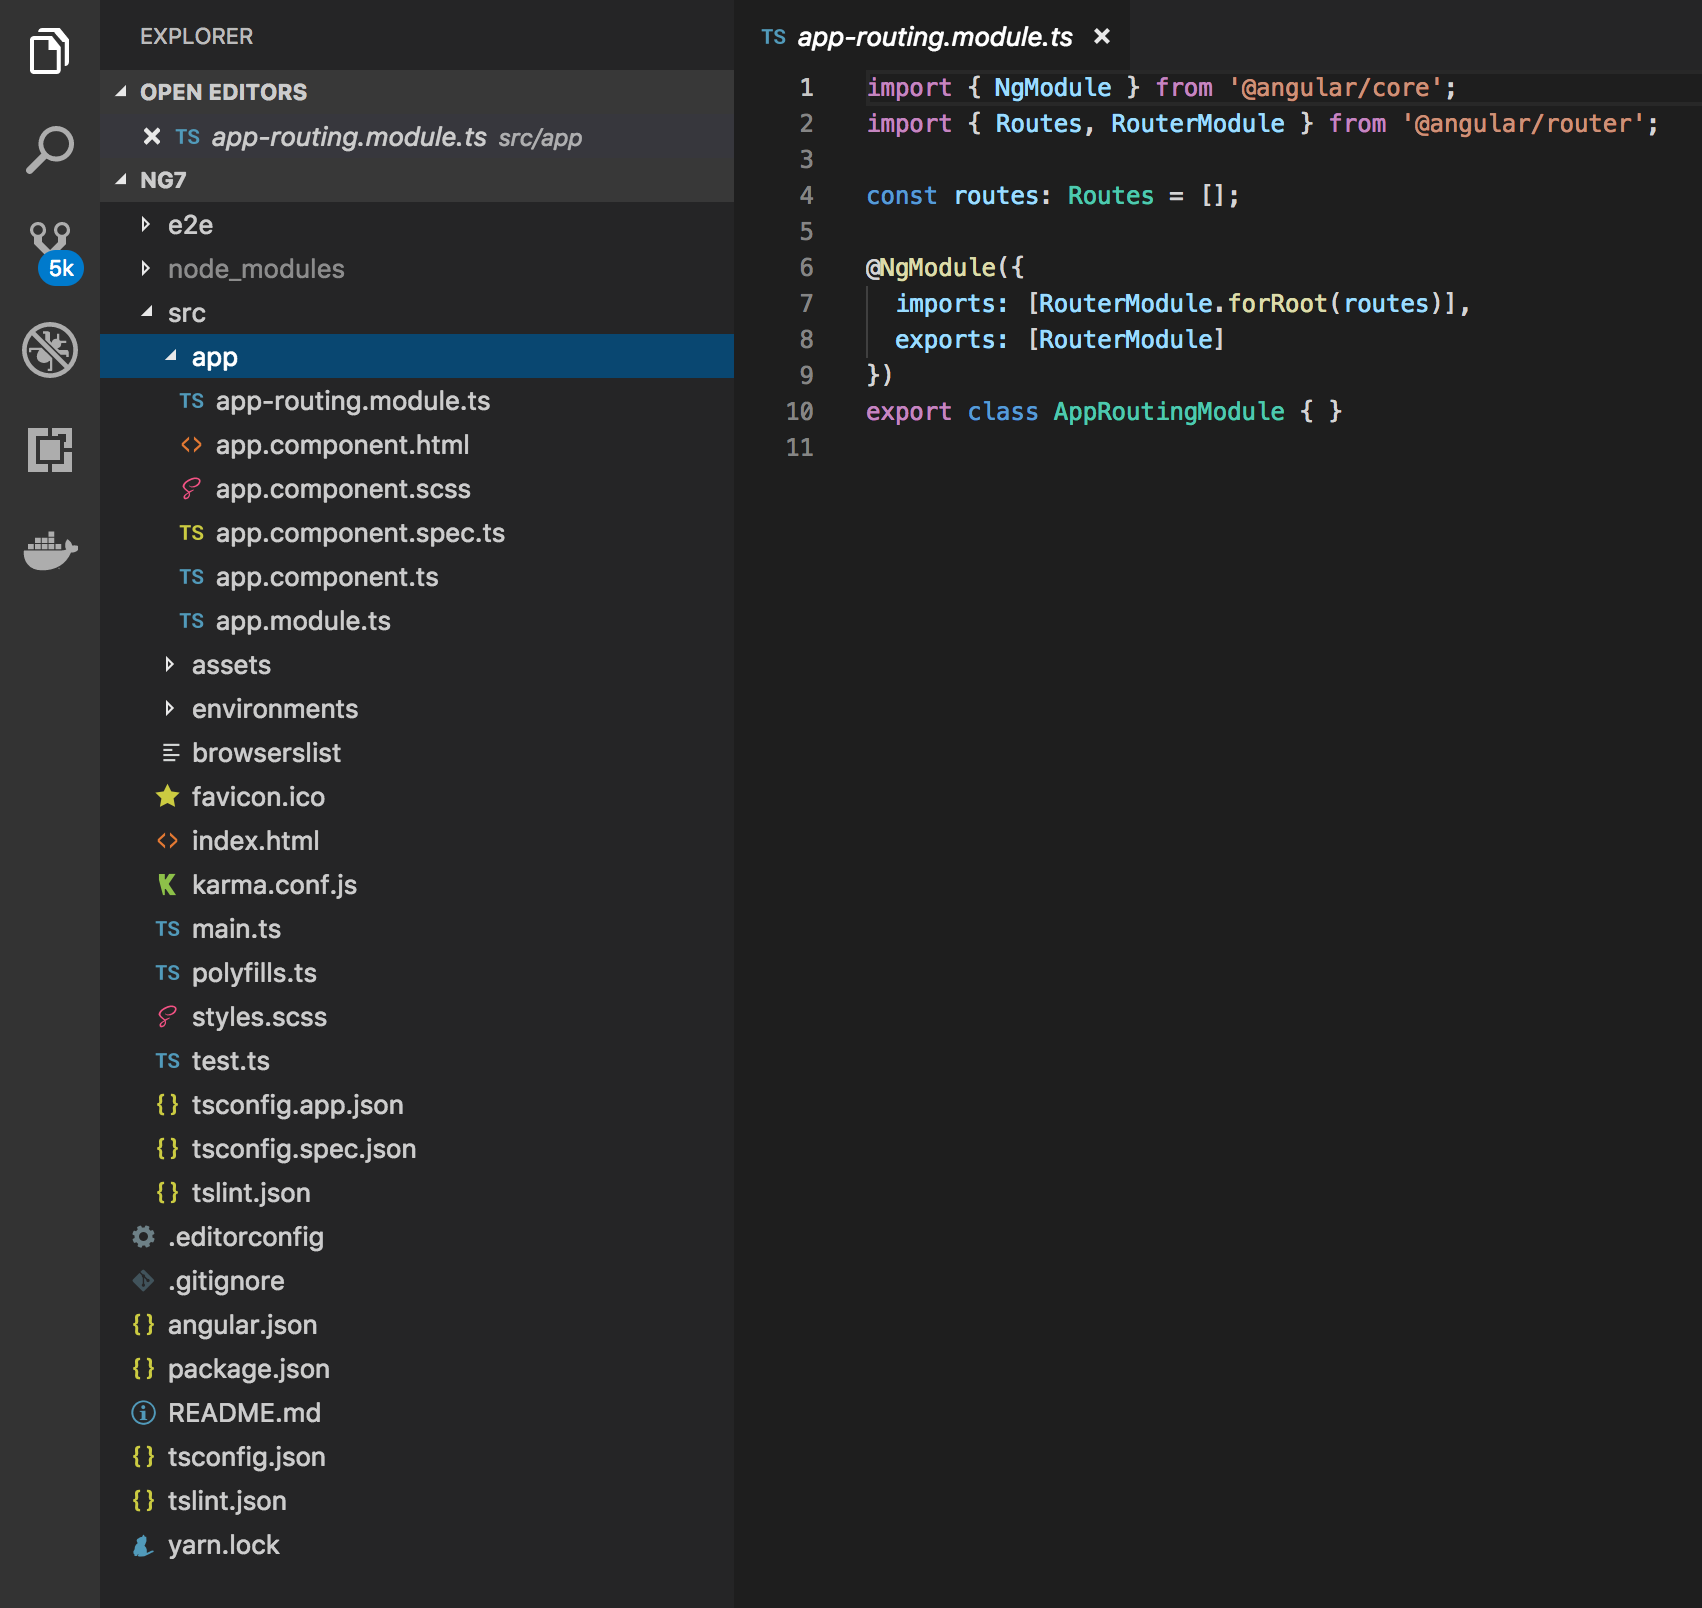 EXPLORER
OPEN EDITORS
TS app-routing.module.ts src/app
NG7
e2e
node_modules
src
app
TS app-routing.module.ts
<> app.component.html
app.component.scss
TS app.component.spec.ts
TS app.component.ts
TS app.module.ts
assets
environments
browserslist
favicon.ico
<> index.html
K karma.conf.js
TS main.ts
TS polyfills.ts
styles.scss
TS test.ts
{} tsconfig.app.json
{} tsconfig.spec.json
{} tslint.json
.editorconfig
.gitignore
{} angular.json
{} package.json
i README.md
{} tsconfig.json
{} tslint.json
yarn.lock
5k
TS app-routing.module.ts
1 import { NgModule } from '@angular/core';
2 import { Routes, RouterModule } from '@angular/router';
3
4 const routes: Routes = [];
5
6 @NgModule({
7 imports: [RouterModule.forRoot(routes)],
8 exports: [RouterModule]
9 })
10 export class AppRoutingModule { }
11